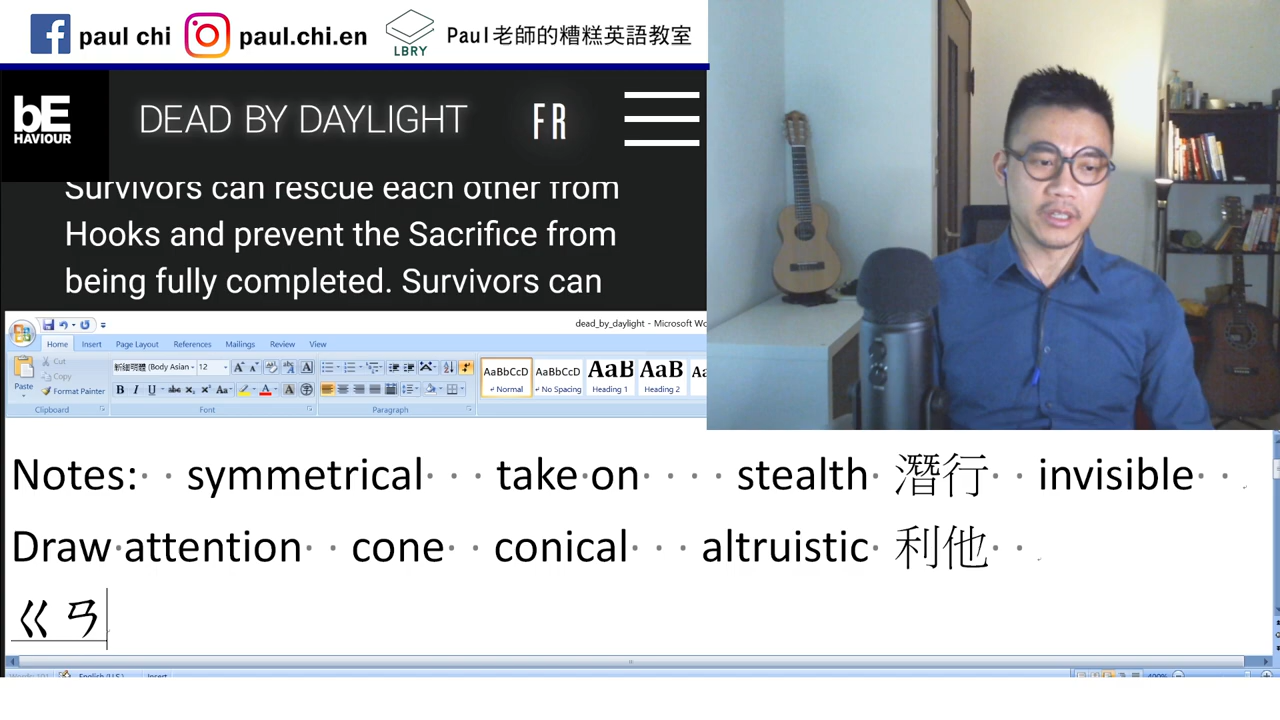 paul chi paul.chi.en LBRY Paul老師的糟糕英語教室
bE
HAVIOUR
DEAD BY DAYLIGHT FR
Survivors can rescue each other from
Hooks and prevent the Sacrifice from
being fully completed. Survivors can
dead_by_daylight - Microsoft Wo
Home Insert Page Layout References Mailings Review View
Cut
Copy
Format Painter
Paste
新細明體 (Body Asian 12
B I U abc x₂ x² Aa
AaBbCcD AaBbCcD AaB AaB Aa
Normal No Spacing Heading 1 Heading 2
Clipboard Font Paragraph
Notes: symmetrical take on stealth 潛行 invisible
Draw attention cone conical altruistic 利他
ㄍㄢ
English (U.S.) Insert